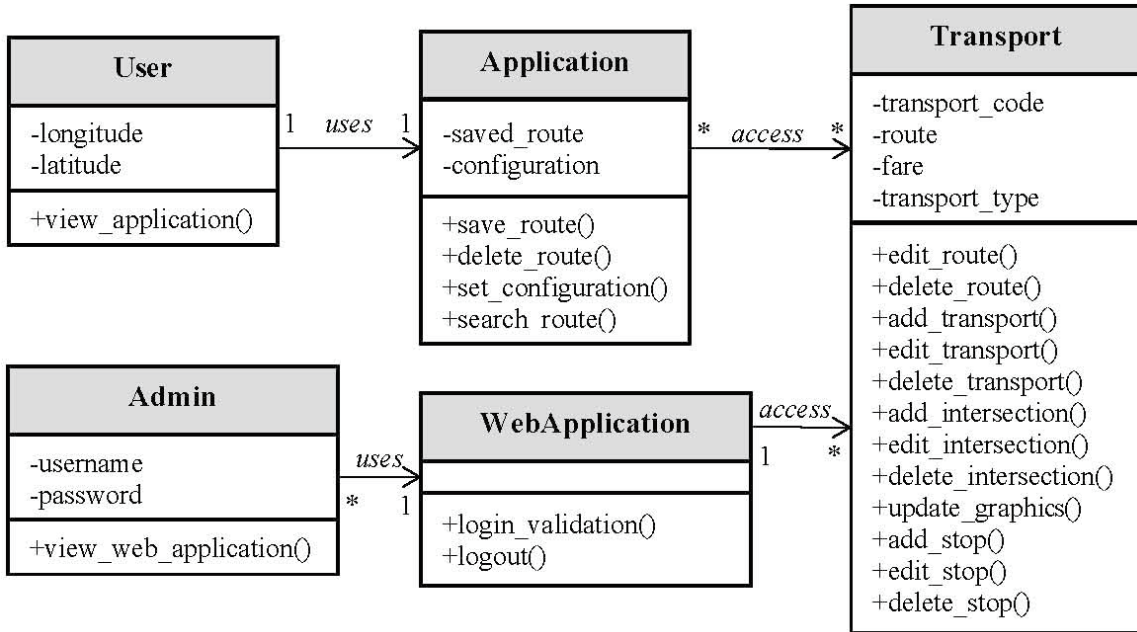 User
-longitude
-latitude
+view_application()
1 uses 1
Application
-saved_route
-configuration
+save_route()
+delete_route()
+set_configuration()
+search_route()
* access *
Transport
-transport_code
-route
-fare
-transport_type
+edit_route()
+delete_route()
+add_transport()
+edit_transport()
+delete_transport()
+add_intersection()
+edit_intersection()
+delete_intersection()
+update_graphics()
+add_stop()
+edit_stop()
+delete_stop()
Admin
-username
-password
+view_web_application()
uses
* 1
WebApplication
+login_validation()
+logout()
access
1 *